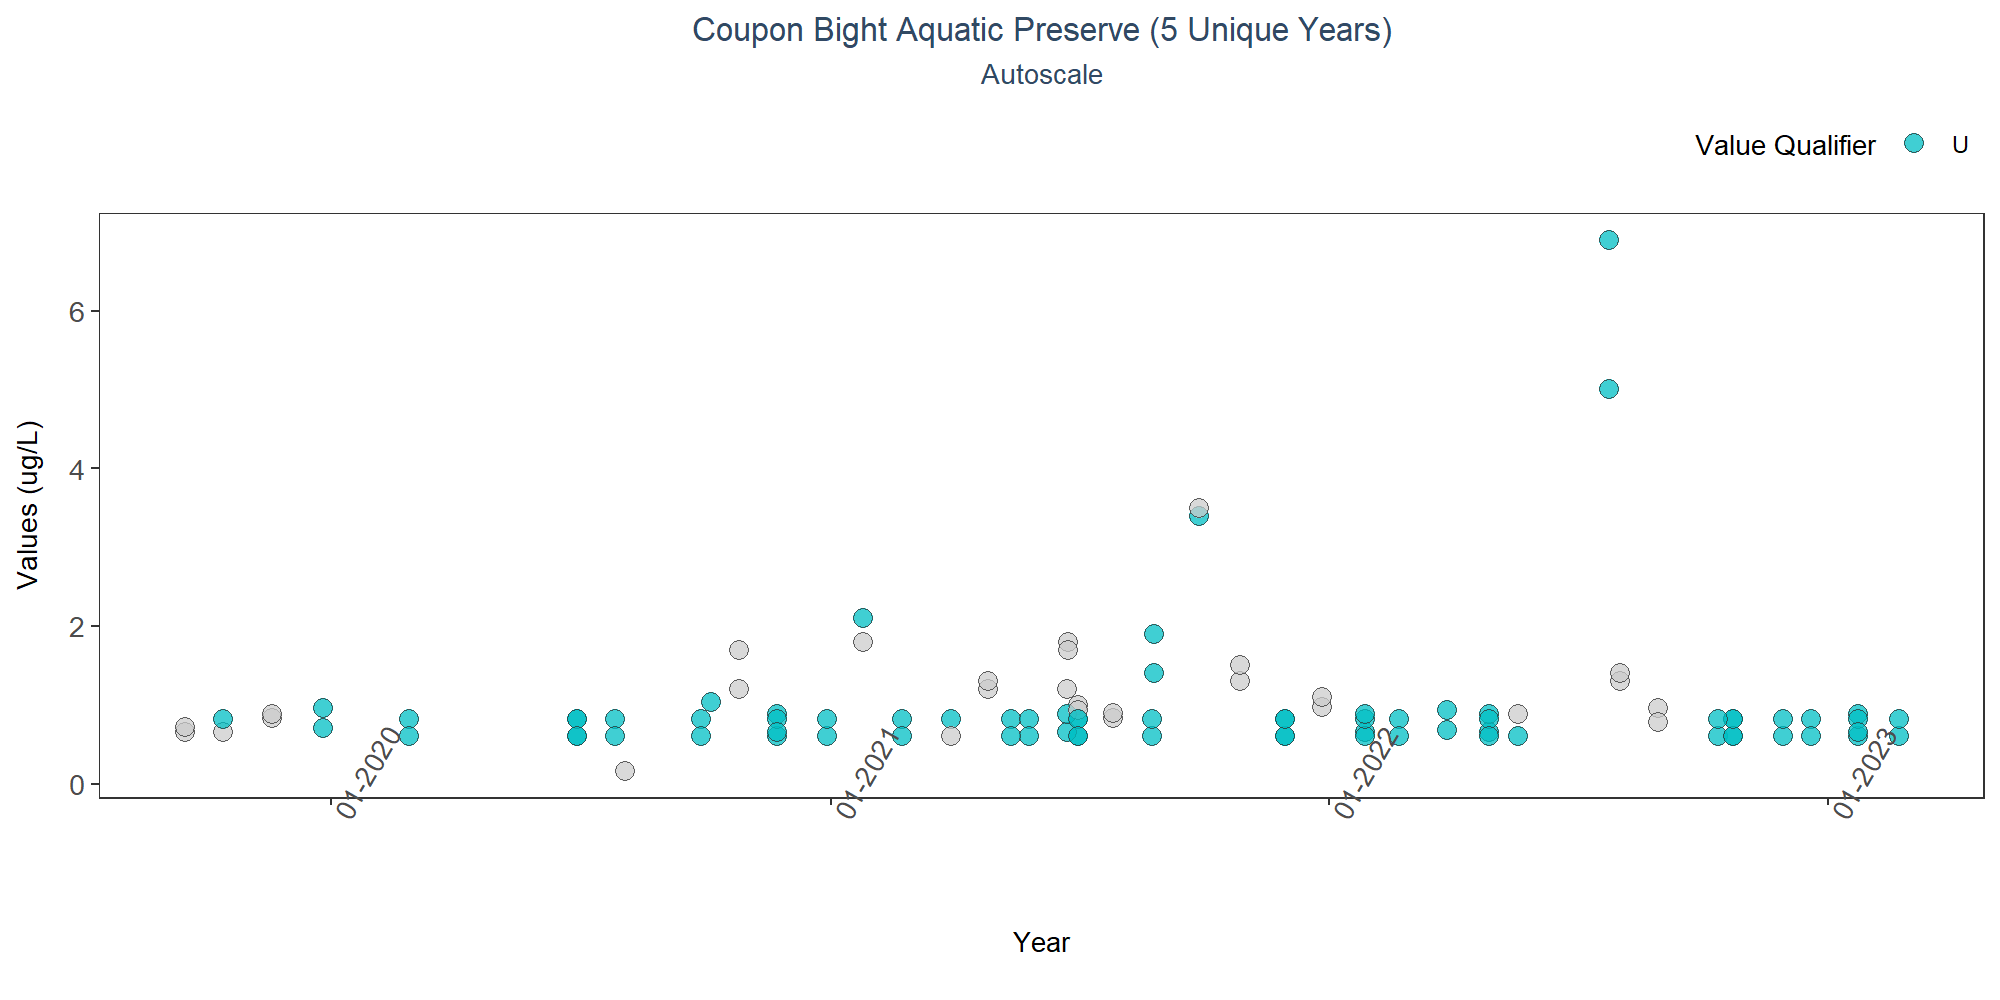 Coupon Bight Aquatic Preserve (5 Unique Years)
Autoscale
Value Qualifier U
Values (ug/L)
6
4
2
0
01-2020
01-2021
01-2022
01-2023
Year